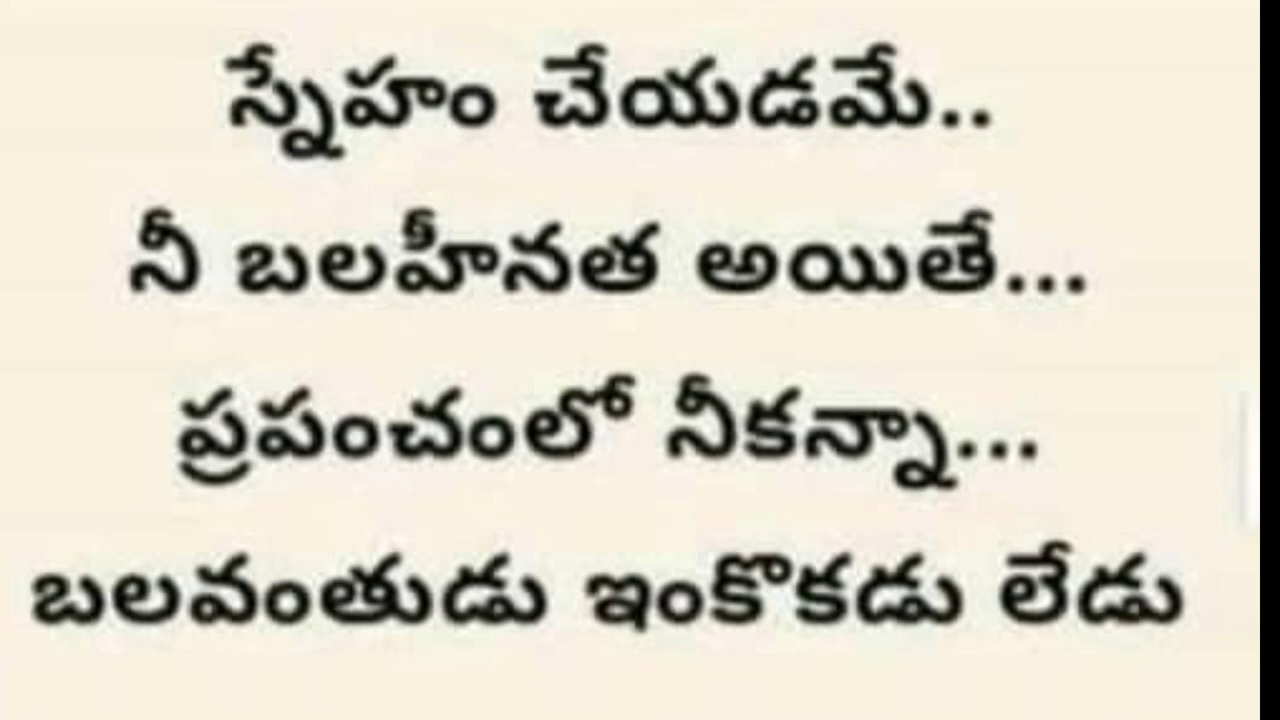 స్నేహం చేయడమే..
నీ బలహీనత అయితే...
ప్రపంచంలో నీకన్నా...
బలవంతుడు ఇంకొకడు లేడు